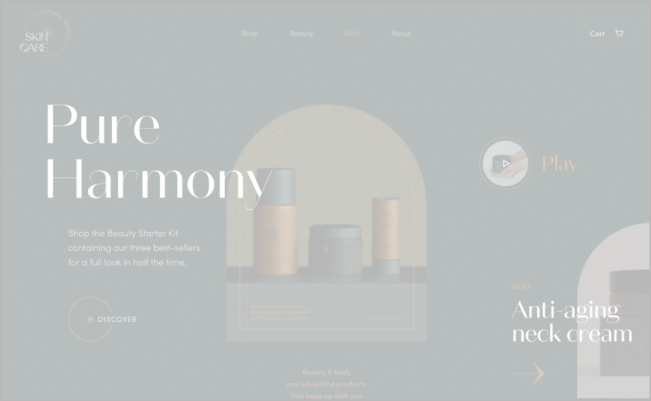 SKIN
CARE
Shop
Beauty
Gifts
About
Cart
Pure
Harmony
Play
Shop the Beauty Starter Kit
containing our three best-sellers
for a full look in half the time.
DISCOVER
NEXT
Anti-aging
neck cream
Beauty & body
one-of-a-kind products
that keep up with you